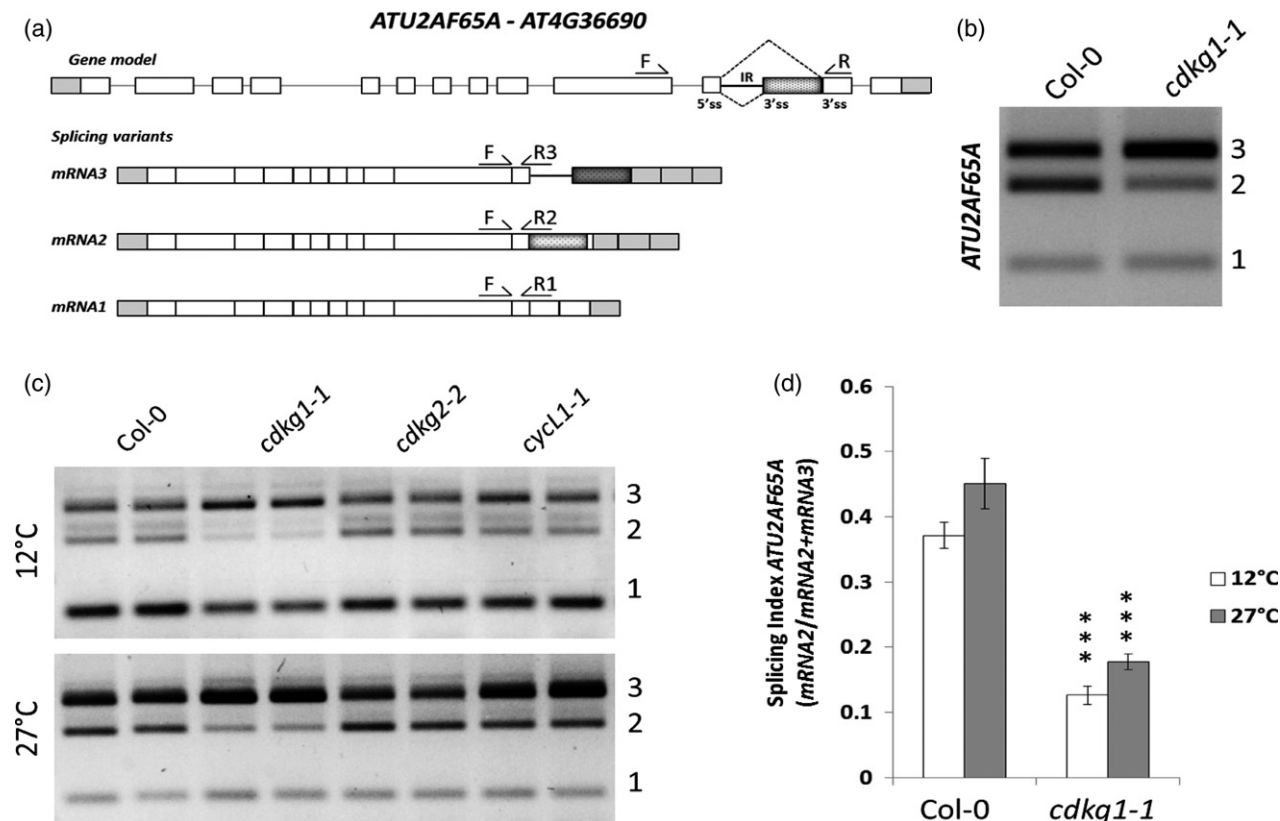 (a)
ATU2AF65A - AT4G36690
Gene model
F
IR
R
5'ss
3'ss
3'ss
Splicing variants
mRNA3
F
R3
mRNA2
F
R2
mRNA1
F
R1
(b)
Col-0
cdkg1-1
ATU2AF65A
3
2
1
(c)
Col-0
cdkg1-1
cdkg2-2
cycL1-1
12°C
3
2
1
27°C
3
2
1
(d)
Splicing Index ATU2AF65A
(mRNA2/mRNA2+mRNA3)
0.6
0.5
0.4
0.3
0.2
0.1
0
***
***
12°C
27°C
Col-0
cdkg1-1